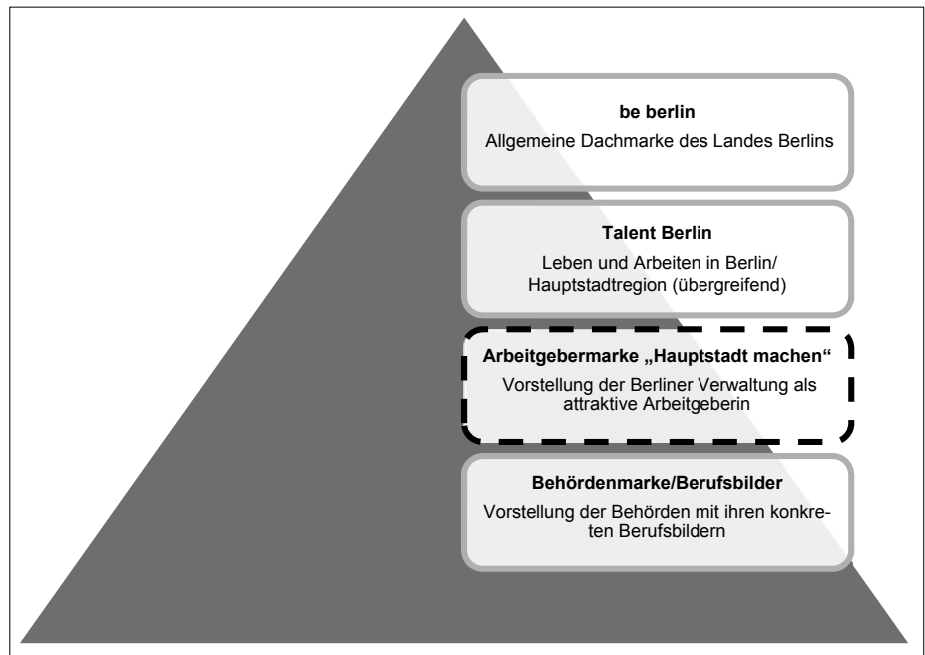 be berlin
Allgemeine Dachmarke des Landes Berlins
Talent Berlin
Leben und Arbeiten in Berlin/
Hauptstadtregion (übergreifend)
Arbeitgebermarke „Hauptstadt machen“
Vorstellung der Berliner Verwaltung als
attraktive Arbeitgeberin
Behördenmarke/Berufsbilder
Vorstellung der Behörden mit ihren konkre-
ten Berufsbildern